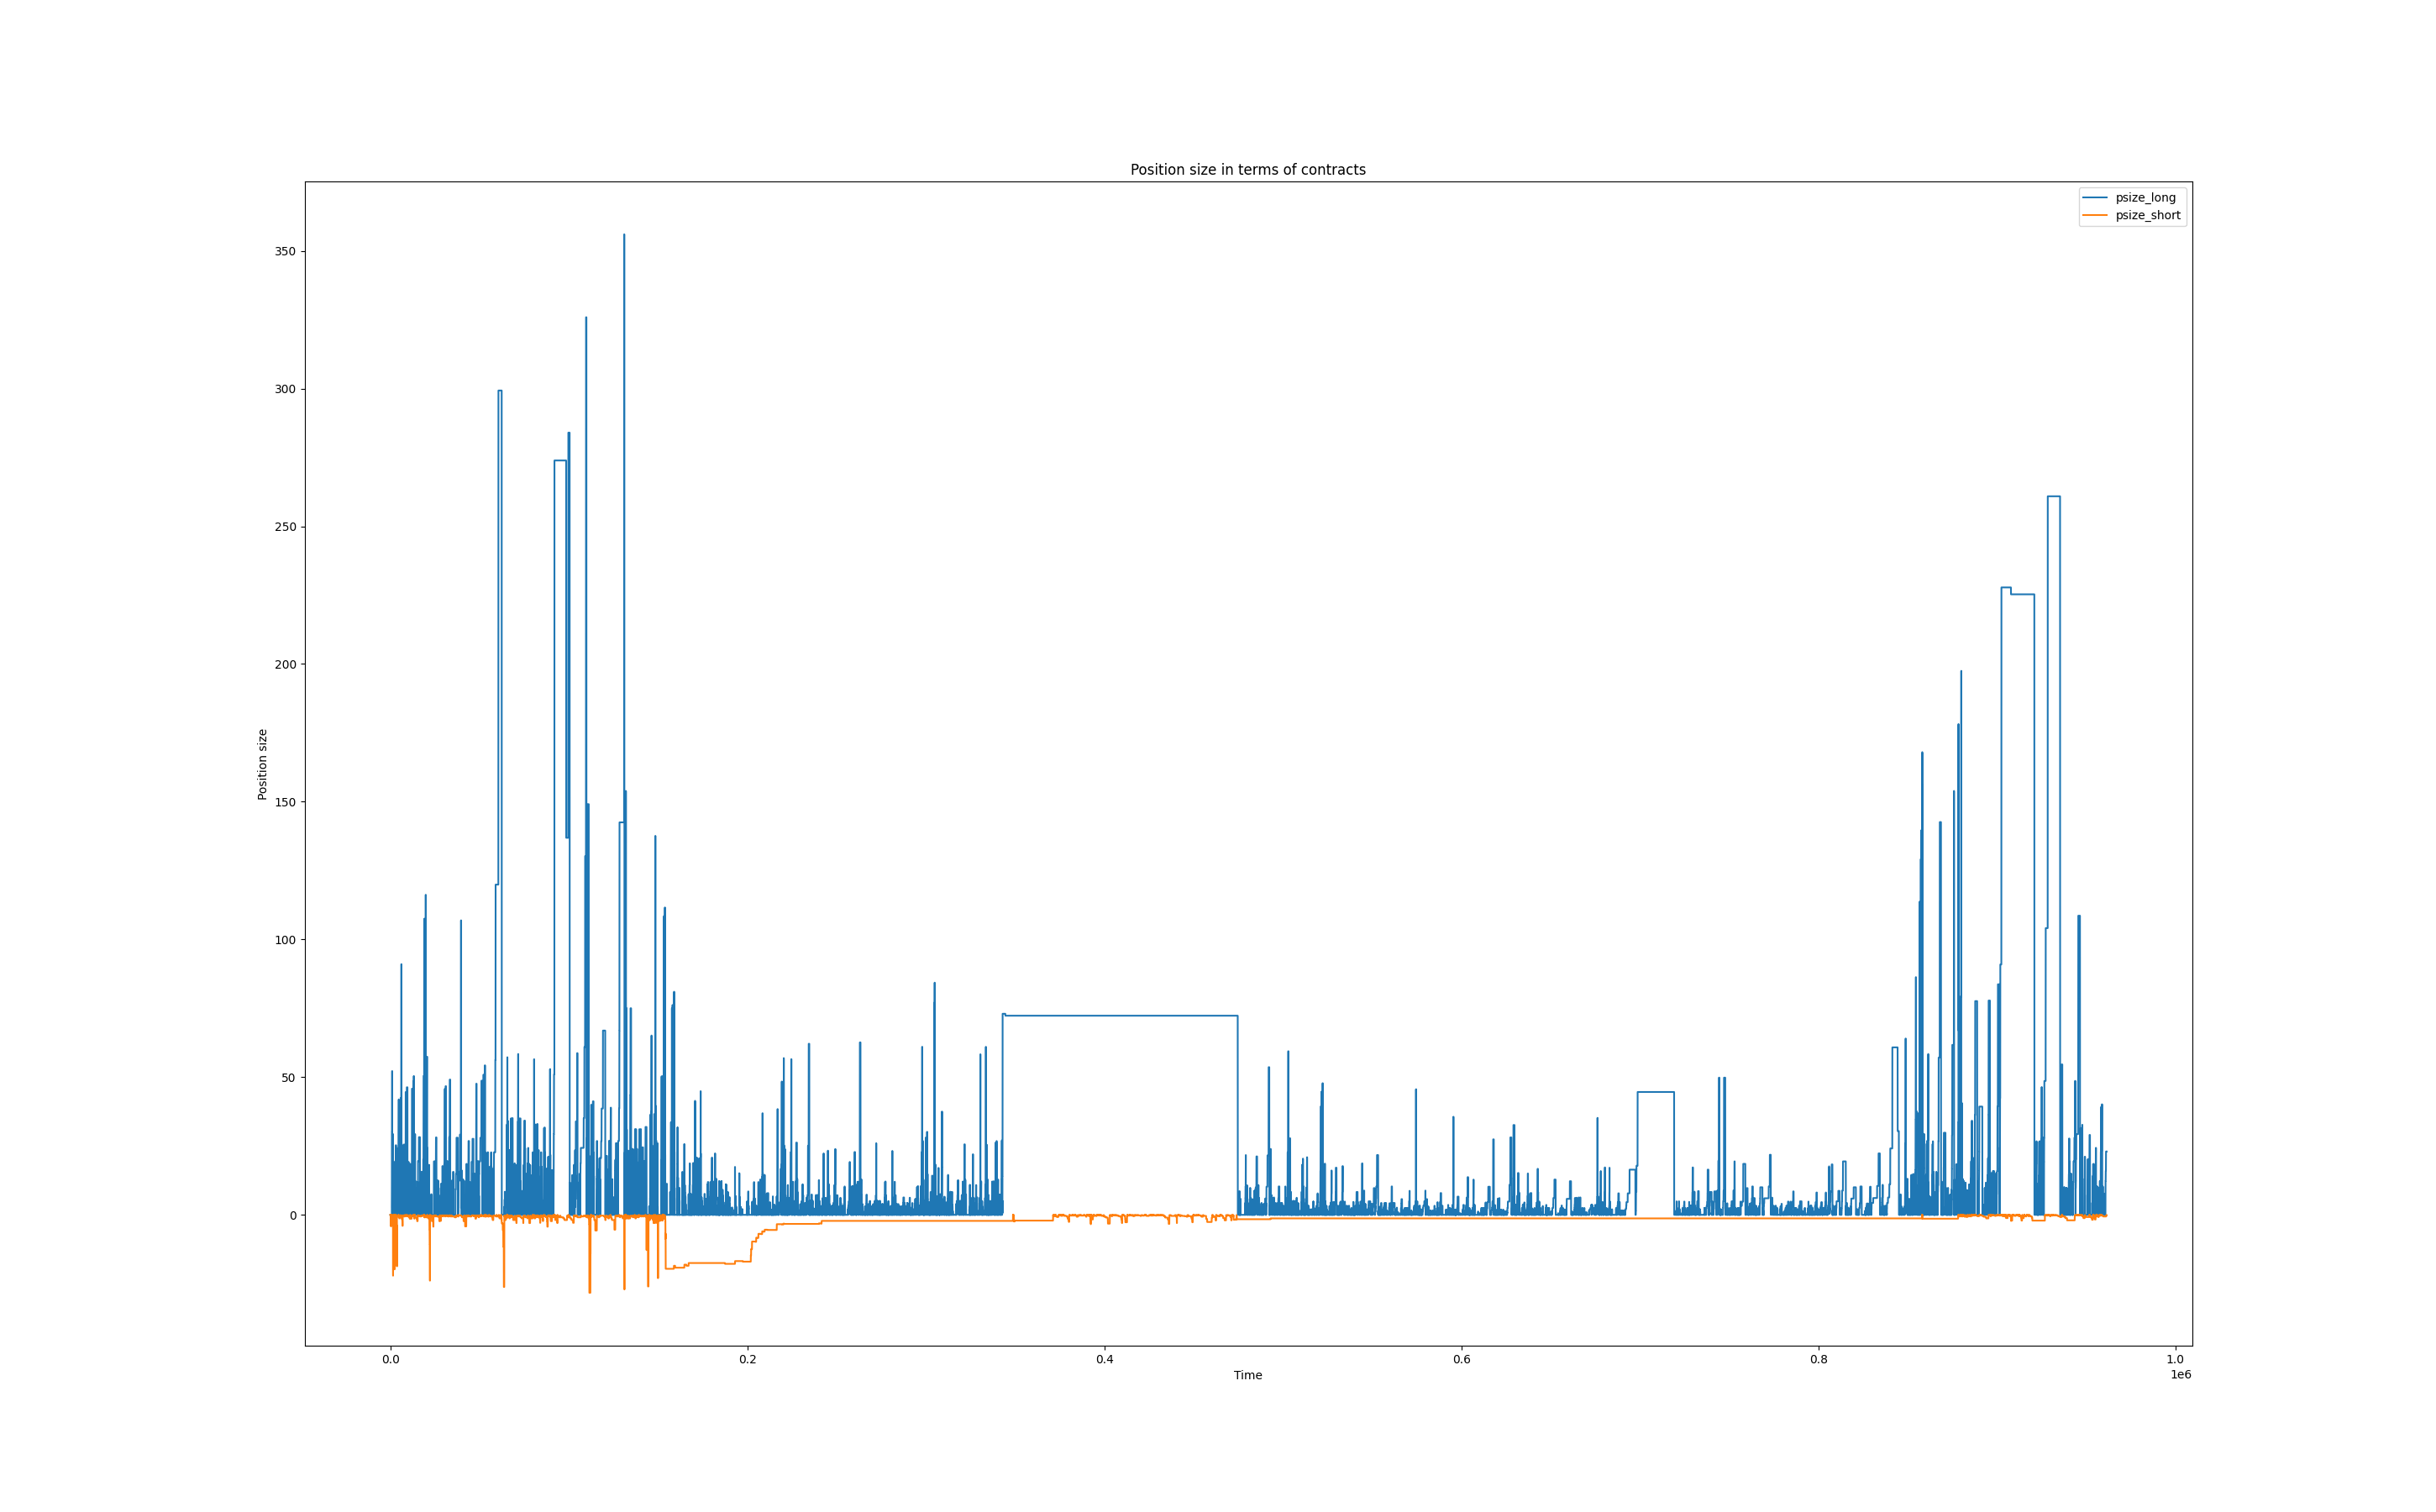 Position size in terms of contracts
psize_long
psize_short
350
300
250
200
150
100
50
0
Position size
0.0 0.2 0.4 0.6 0.8 1.0
Time
1e6